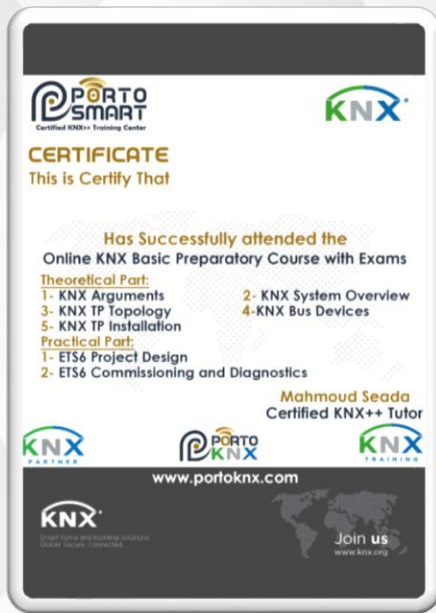 PORTO
SMART
Certified KNX++ Training Center
KNX
CERTIFICATE
This is Certify That
Has Successfully attended the
Online KNX Basic Preparatory Course with Exams
Theoretical Part:
1- KNX Arguments 2- KNX System Overview
3- KNX TP Topology 4-KNX Bus Devices
5- KNX TP Installation
Practical Part:
1- ETS6 Project Design
2- ETS6 Commissioning and Diagnostics
Mahmoud Seada
Certified KNX++ Tutor
KNX
PARTNER
PORTO
KNX
KNX
TRAINING
www.portoknx.com
KNX
Smart home and building solutions.
Global. Secure. Connected.
Join us
www.knx.org